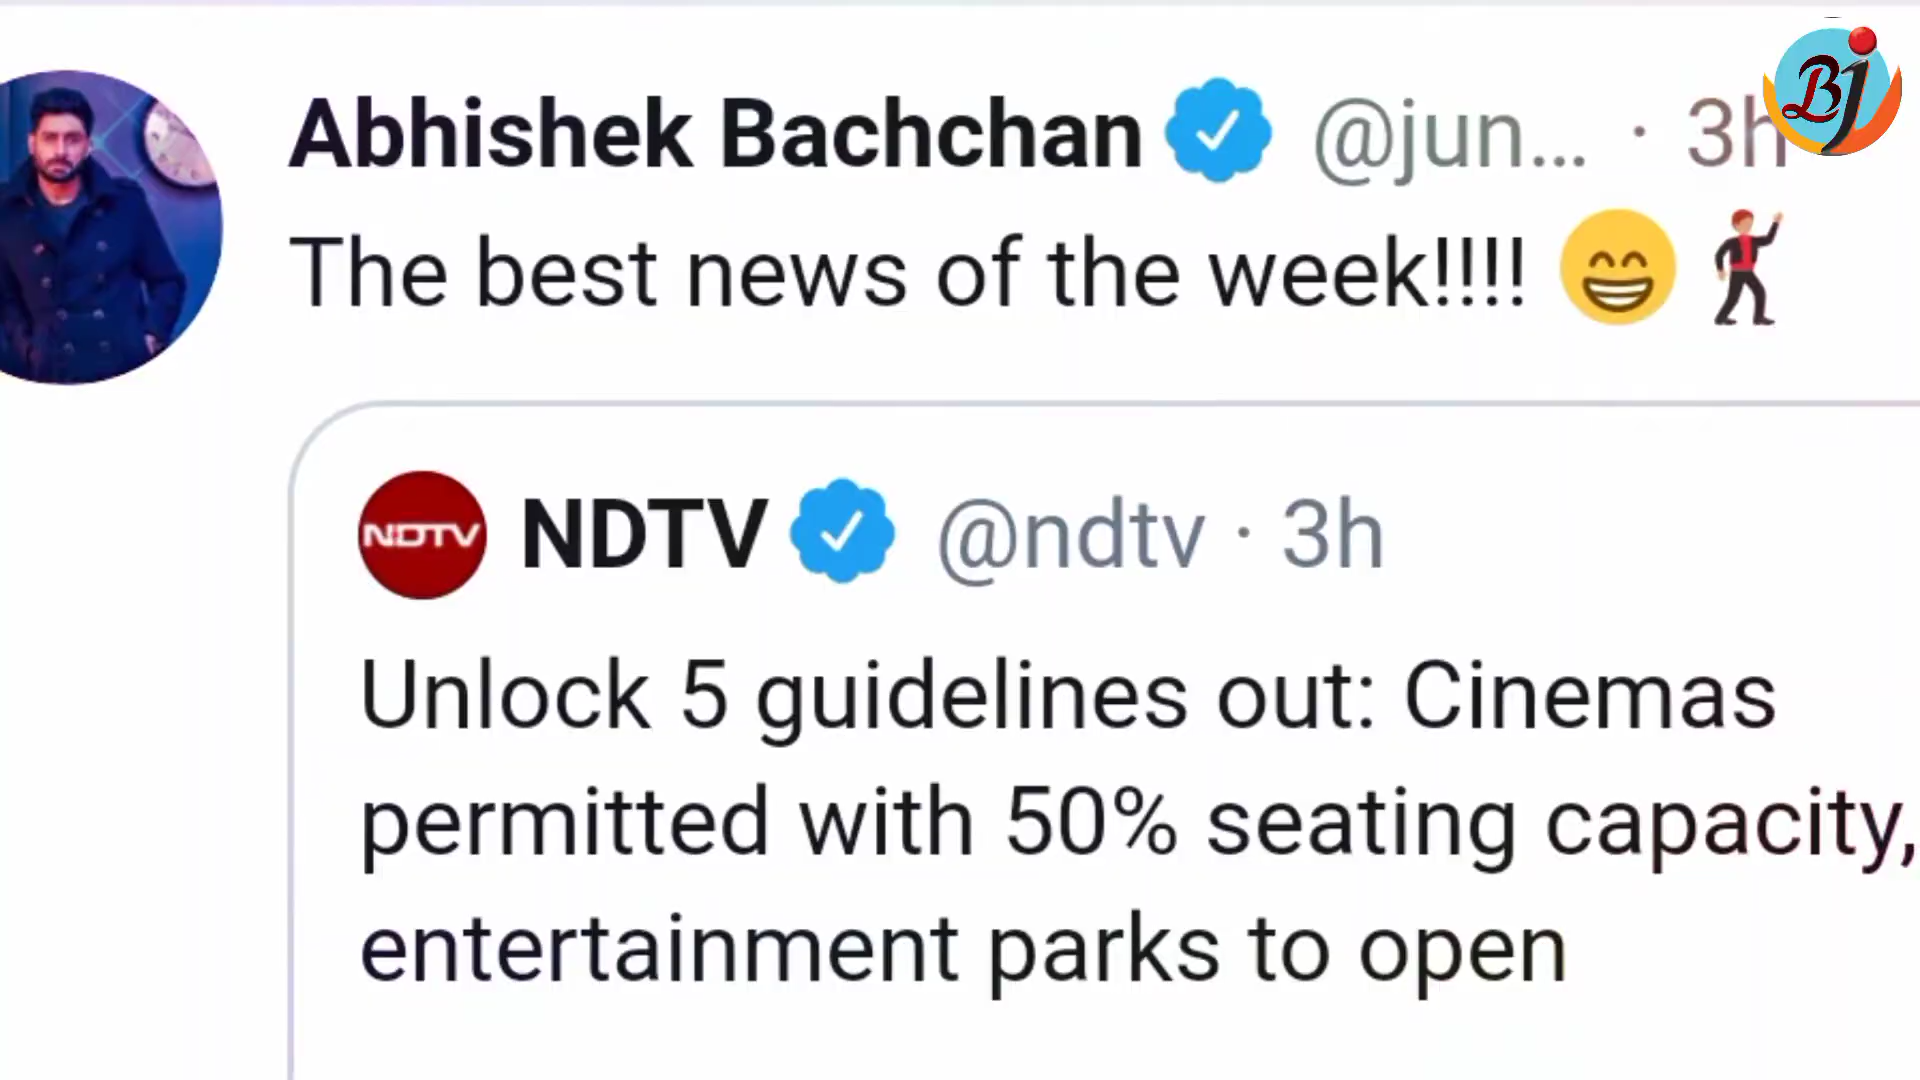 Abhishek Bachchan @jun... · 3h
BJ
The best news of the week!!!! 😁 🕺
NDTV
NDTV @ndtv · 3h
Unlock 5 guidelines out: Cinemas
permitted with 50% seating capacity,
entertainment parks to open